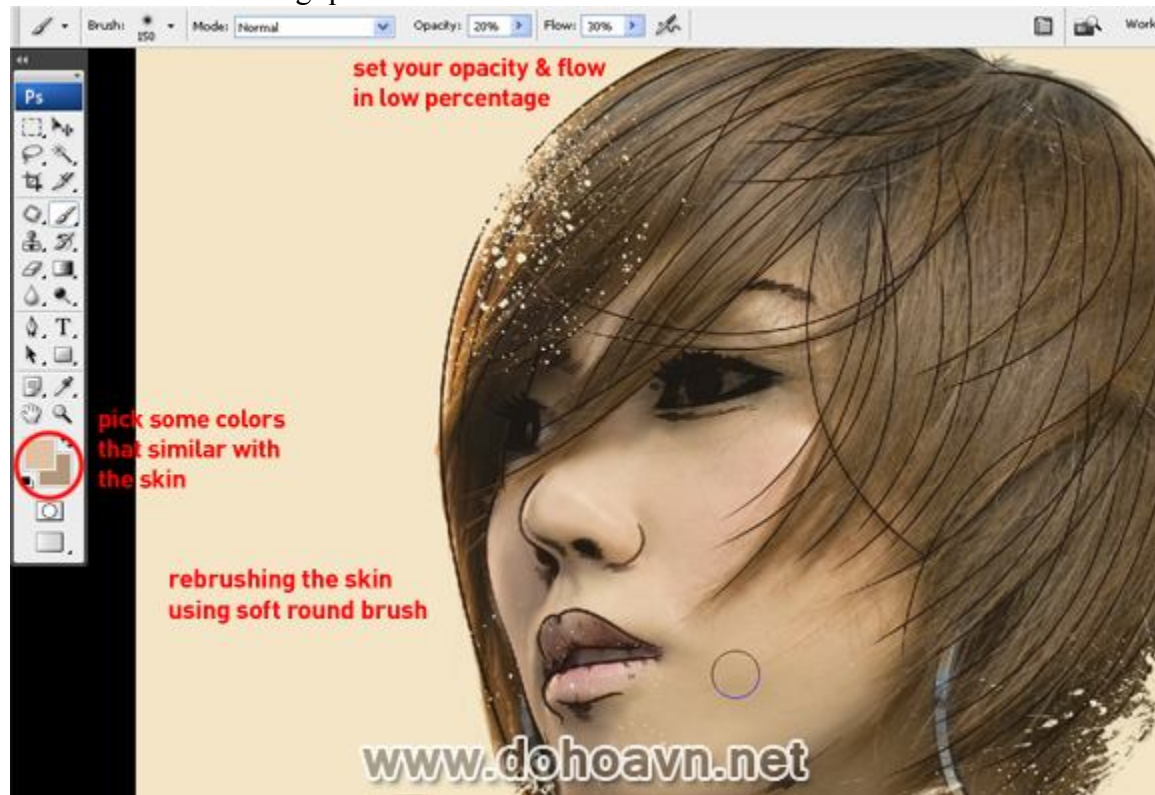 Brush: 150 Mode: Normal Opacity: 20% Flow: 30% Work
set your opacity & flow
in low percentage
Ps
T
pick some colors
that similar with
the skin
rebrushing the skin
using soft round brush
www.dohoavn.net